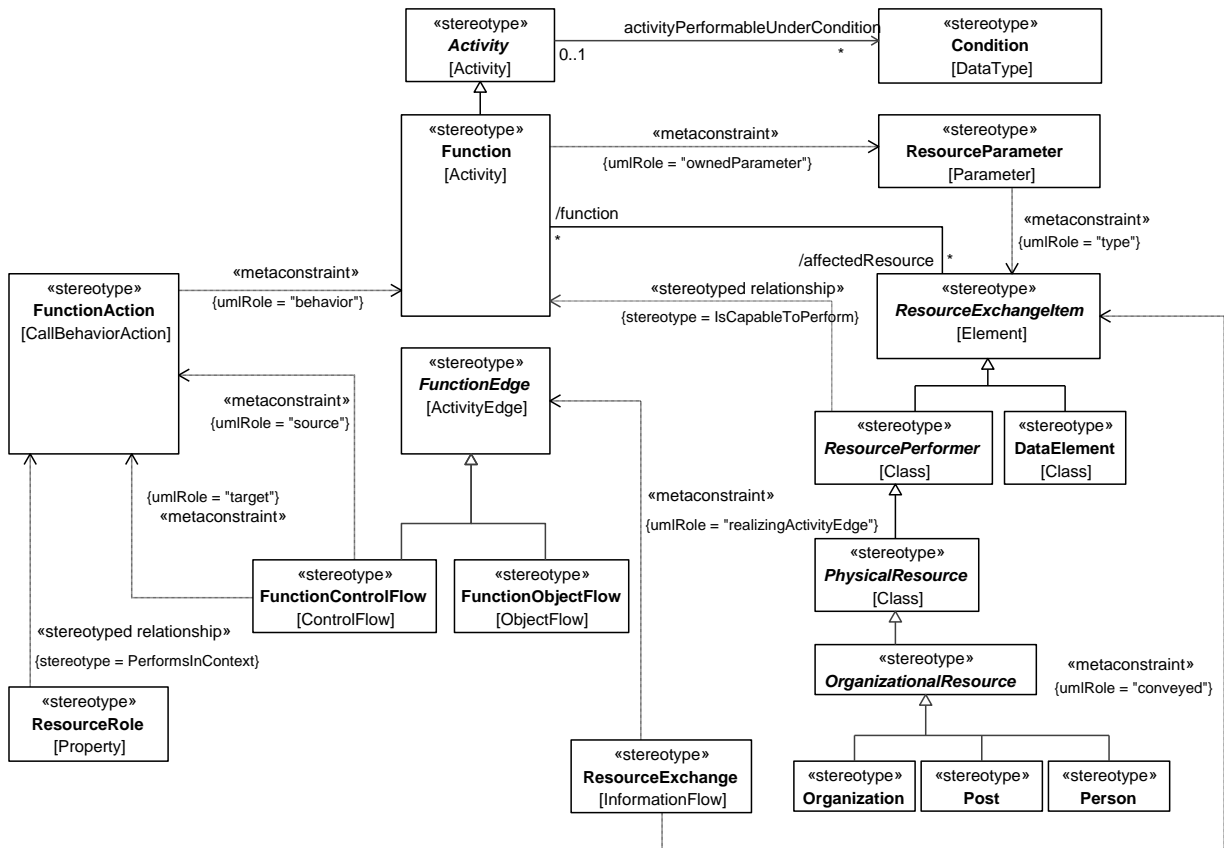 «stereotype»
Activity
[Activity]
activityPerformableUnderCondition
0..1
*
«stereotype»
Condition
[DataType]
«stereotype»
Function
[Activity]
«metaconstraint»
{umlRole = "ownedParameter"}
«stereotype»
ResourceParameter
[Parameter]
/function
*
«metaconstraint»
{umlRole = "type"}
/affectedResource
*
«stereotype»
FunctionAction
[CallBehaviorAction]
«metaconstraint»
{umlRole = "behavior"}
«stereotyped relationship»
{stereotype = IsCapableToPerform}
«stereotype»
ResourceExchangeItem
[Element]
«stereotype»
FunctionEdge
[ActivityEdge]
«metaconstraint»
{umlRole = "source"}
«stereotype»
ResourcePerformer
[Class]
«stereotype»
DataElement
[Class]
{umlRole = "target"}
«metaconstraint»
«metaconstraint»
{umlRole = "realizingActivityEdge"}
«stereotype»
PhysicalResource
[Class]
«stereotype»
FunctionControlFlow
[ControlFlow]
«stereotype»
FunctionObjectFlow
[ObjectFlow]
«stereotyped relationship»
{stereotype = PerformsInContext}
«stereotype»
OrganizationalResource
«metaconstraint»
{umlRole = "conveyed"}
«stereotype»
ResourceRole
[Property]
«stereotype»
ResourceExchange
[InformationFlow]
«stereotype»
Organization
«stereotype»
Post
«stereotype»
Person